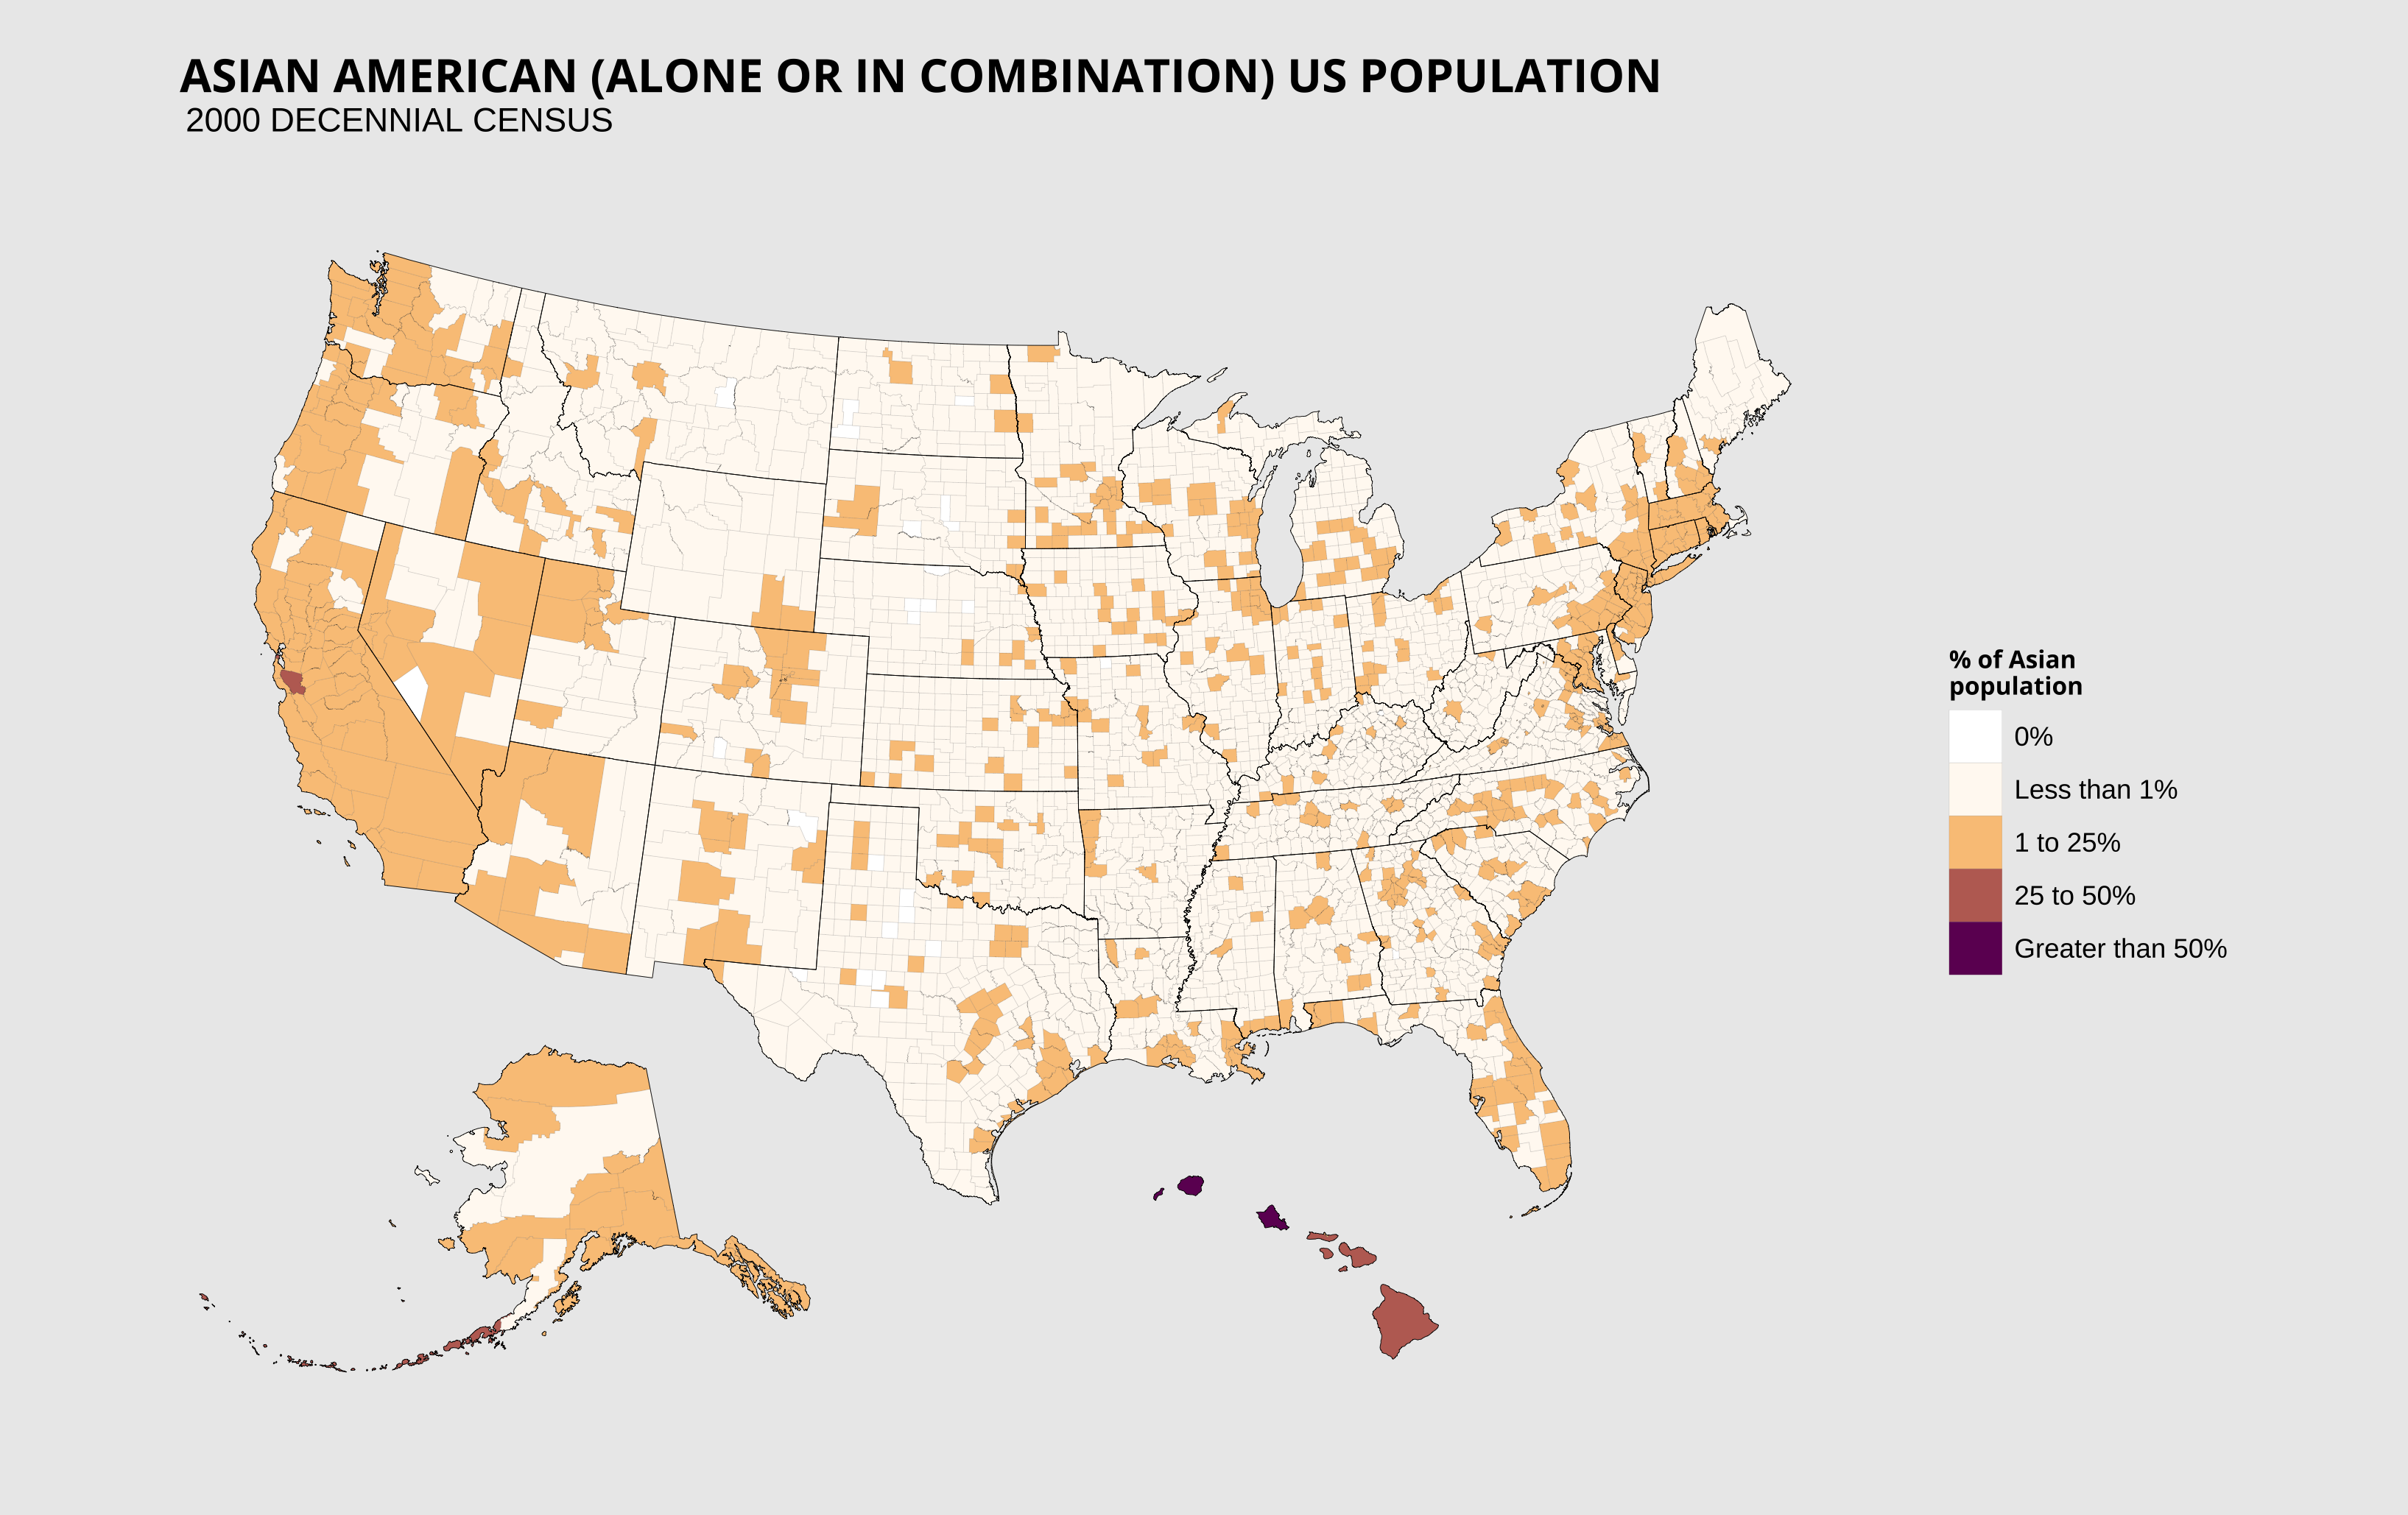 ASIAN AMERICAN (ALONE OR IN COMBINATION) US POPULATION
2000 DECENNIAL CENSUS
% of Asian
population
0%
Less than 1%
1 to 25%
25 to 50%
Greater than 50%